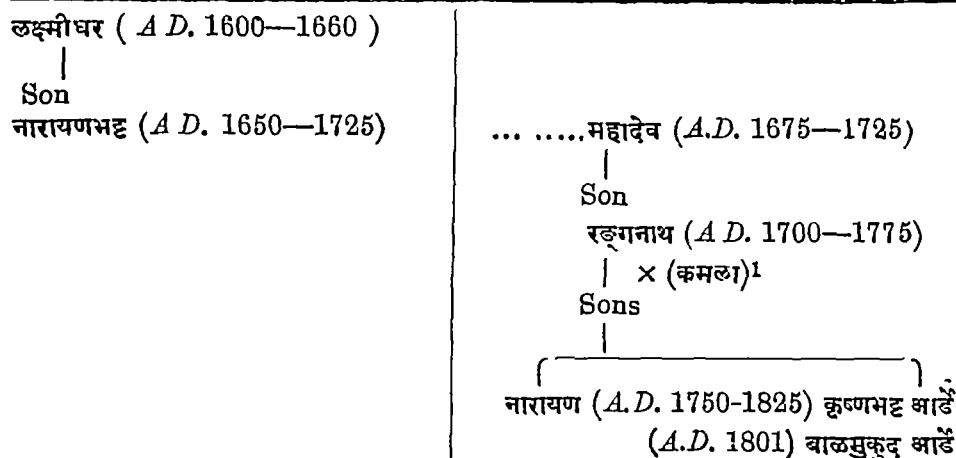 लक्ष्मीधर ( A D. 1600—1660 )
Son
नारायणभट्ट (A D. 1650—1725)
... .....महादेव (A.D. 1675—1725)
Son
रङ्गनाथ (A D. 1700—1775)
× (कमला)¹
Sons
नारायण (A.D. 1750-1825) कृष्णभट्ट आर्डे
(A.D. 1801) बाळमुकुद आर्डे